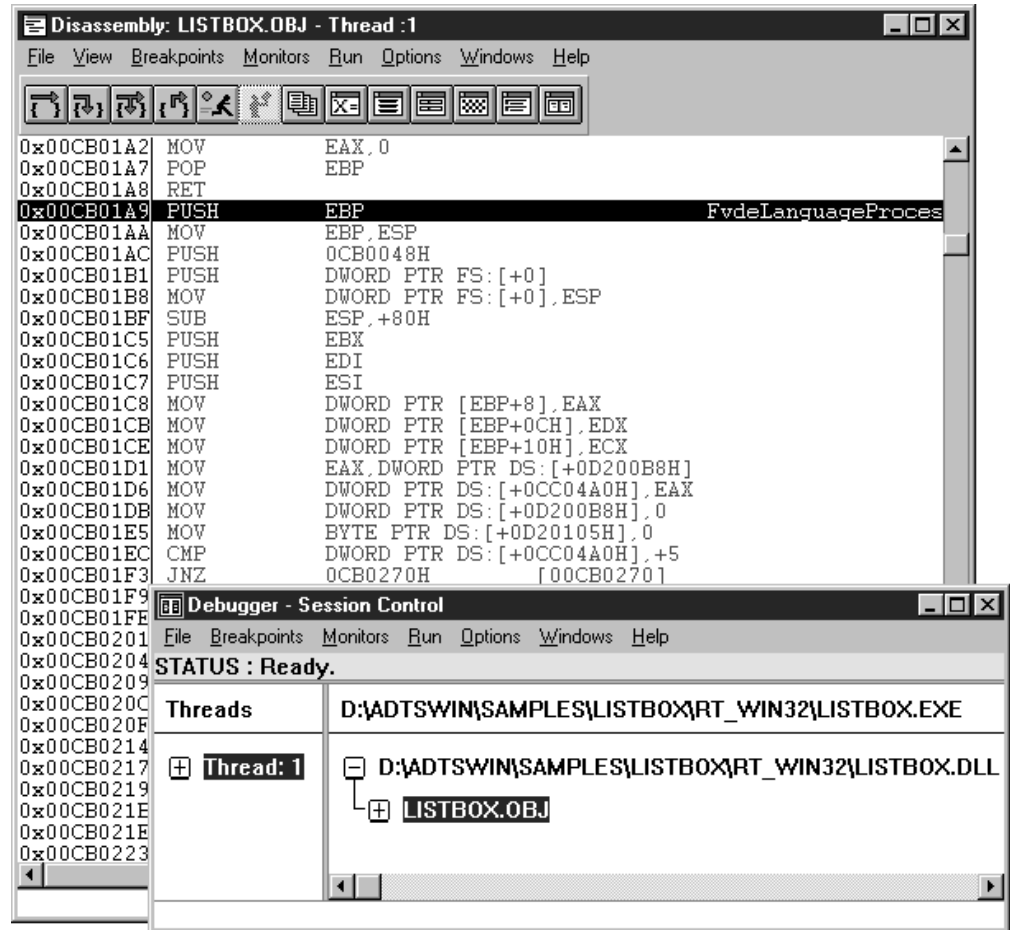 Disassembly: LISTBOX.OBJ - Thread :1
File View Breakpoints Monitors Run Options Windows Help
0x00CB01A2 MOV EAX,0
0x00CB01A7 POP EBP
0x00CB01A8 RET
0x00CB01A9 PUSH EBP FvdeLanguageProces
0x00CB01AA MOV EBP,ESP
0x00CB01AC PUSH 0CB0048H
0x00CB01B1 PUSH DWORD PTR FS:[+0]
0x00CB01B8 MOV DWORD PTR FS:[+0],ESP
0x00CB01BF SUB ESP,+80H
0x00CB01C5 PUSH EBX
0x00CB01C6 PUSH EDI
0x00CB01C7 PUSH ESI
0x00CB01C8 MOV DWORD PTR [EBP+8],EAX
0x00CB01CB MOV DWORD PTR [EBP+0CH],EDX
0x00CB01CE MOV DWORD PTR [EBP+10H],ECX
0x00CB01D1 MOV EAX,DWORD PTR DS:[+0D200B8H]
0x00CB01D6 MOV DWORD PTR DS:[+0CC04A0H],EAX
0x00CB01DB MOV DWORD PTR DS:[+0D200B8H],0
0x00CB01E5 MOV BYTE PTR DS:[+0D20105H],0
0x00CB01EC CMP DWORD PTR DS:[+0CC04A0H],+5
0x00CB01F3 JNZ 0CB0270H [00CB0270]
0x00CB01F9
0x00CB01FE
0x00CB0201
0x00CB0204
0x00CB0209
0x00CB020C
0x00CB020F
0x00CB0214
0x00CB0217
0x00CB0219
0x00CB021E
0x00CB021E
0x00CB0223
Debugger - Session Control
File Breakpoints Monitors Run Options Windows Help
STATUS : Ready.
Threads D:\ADTSWIN\SAMPLES\LISTBOX\RT_WIN32\LISTBOX.EXE
Thread: 1 D:\ADTSWIN\SAMPLES\LISTBOX\RT_WIN32\LISTBOX.DLL
LISTBOX.OBJ